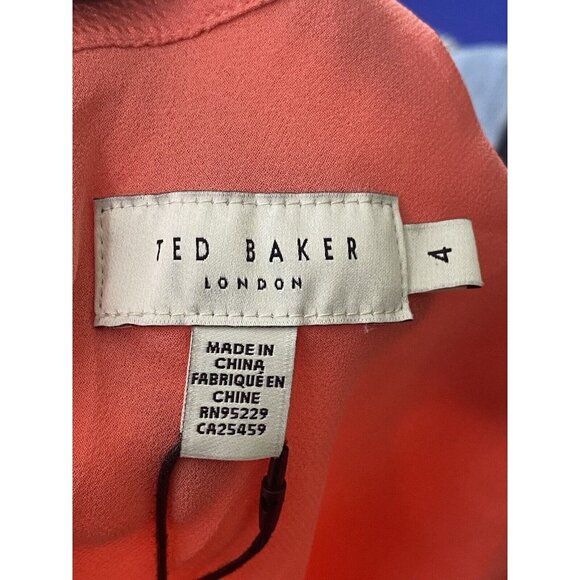 TED BAKER
LONDON
4
MADE IN
CHINA
FABRIQUÉ EN
CHINE
RN95229
CA25459